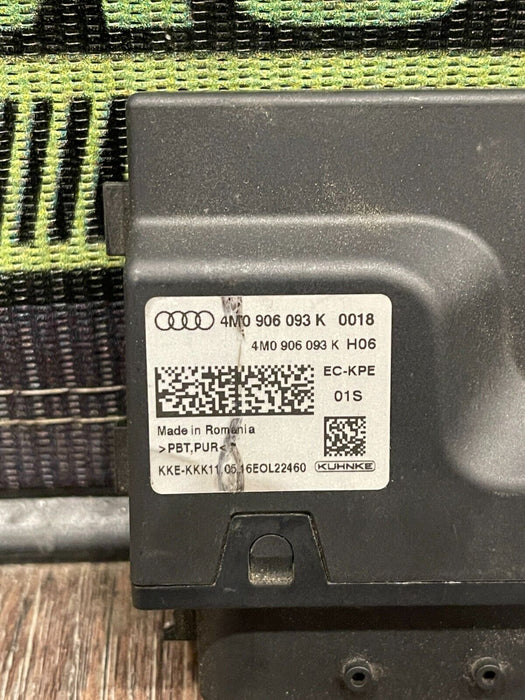 4M0 906 093 K 0018
4M0 906 093 K H06
EC-KPE
01S
Made in Romania
>PBT,PUR<
KKE-KKK11.05.16EOL22460
KUHNKE